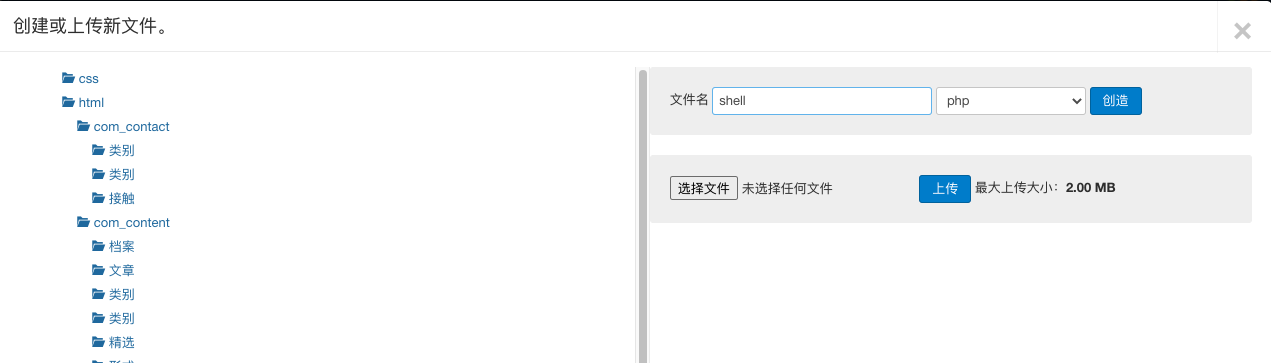 创建或上传新文件。
×
css
html
com_contact
类别
类别
接触
com_content
档案
文章
类别
类别
精选
形式
文件名 shell php 创造
选择文件 未选择任何文件 上传 最大上传大小：2.00 MB